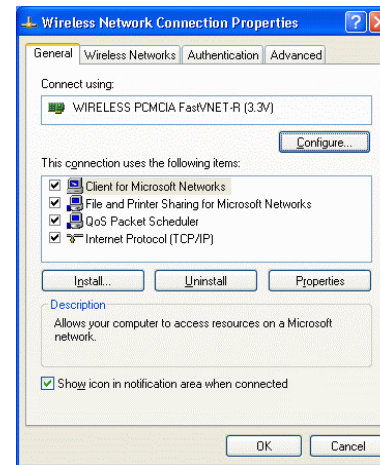 Wireless Network Connection Properties
General Wireless Networks Authentication Advanced
Connect using:
WIRELESS PCMCIA FastVNET-R (3.3V)
Configure...
This connection uses the following items:
Client for Microsoft Networks
File and Printer Sharing for Microsoft Networks
QoS Packet Scheduler
Internet Protocol (TCP/IP)
Install... Uninstall Properties
Description
Allows your computer to access resources on a Microsoft
network.
Show icon in notification area when connected
OK Cancel